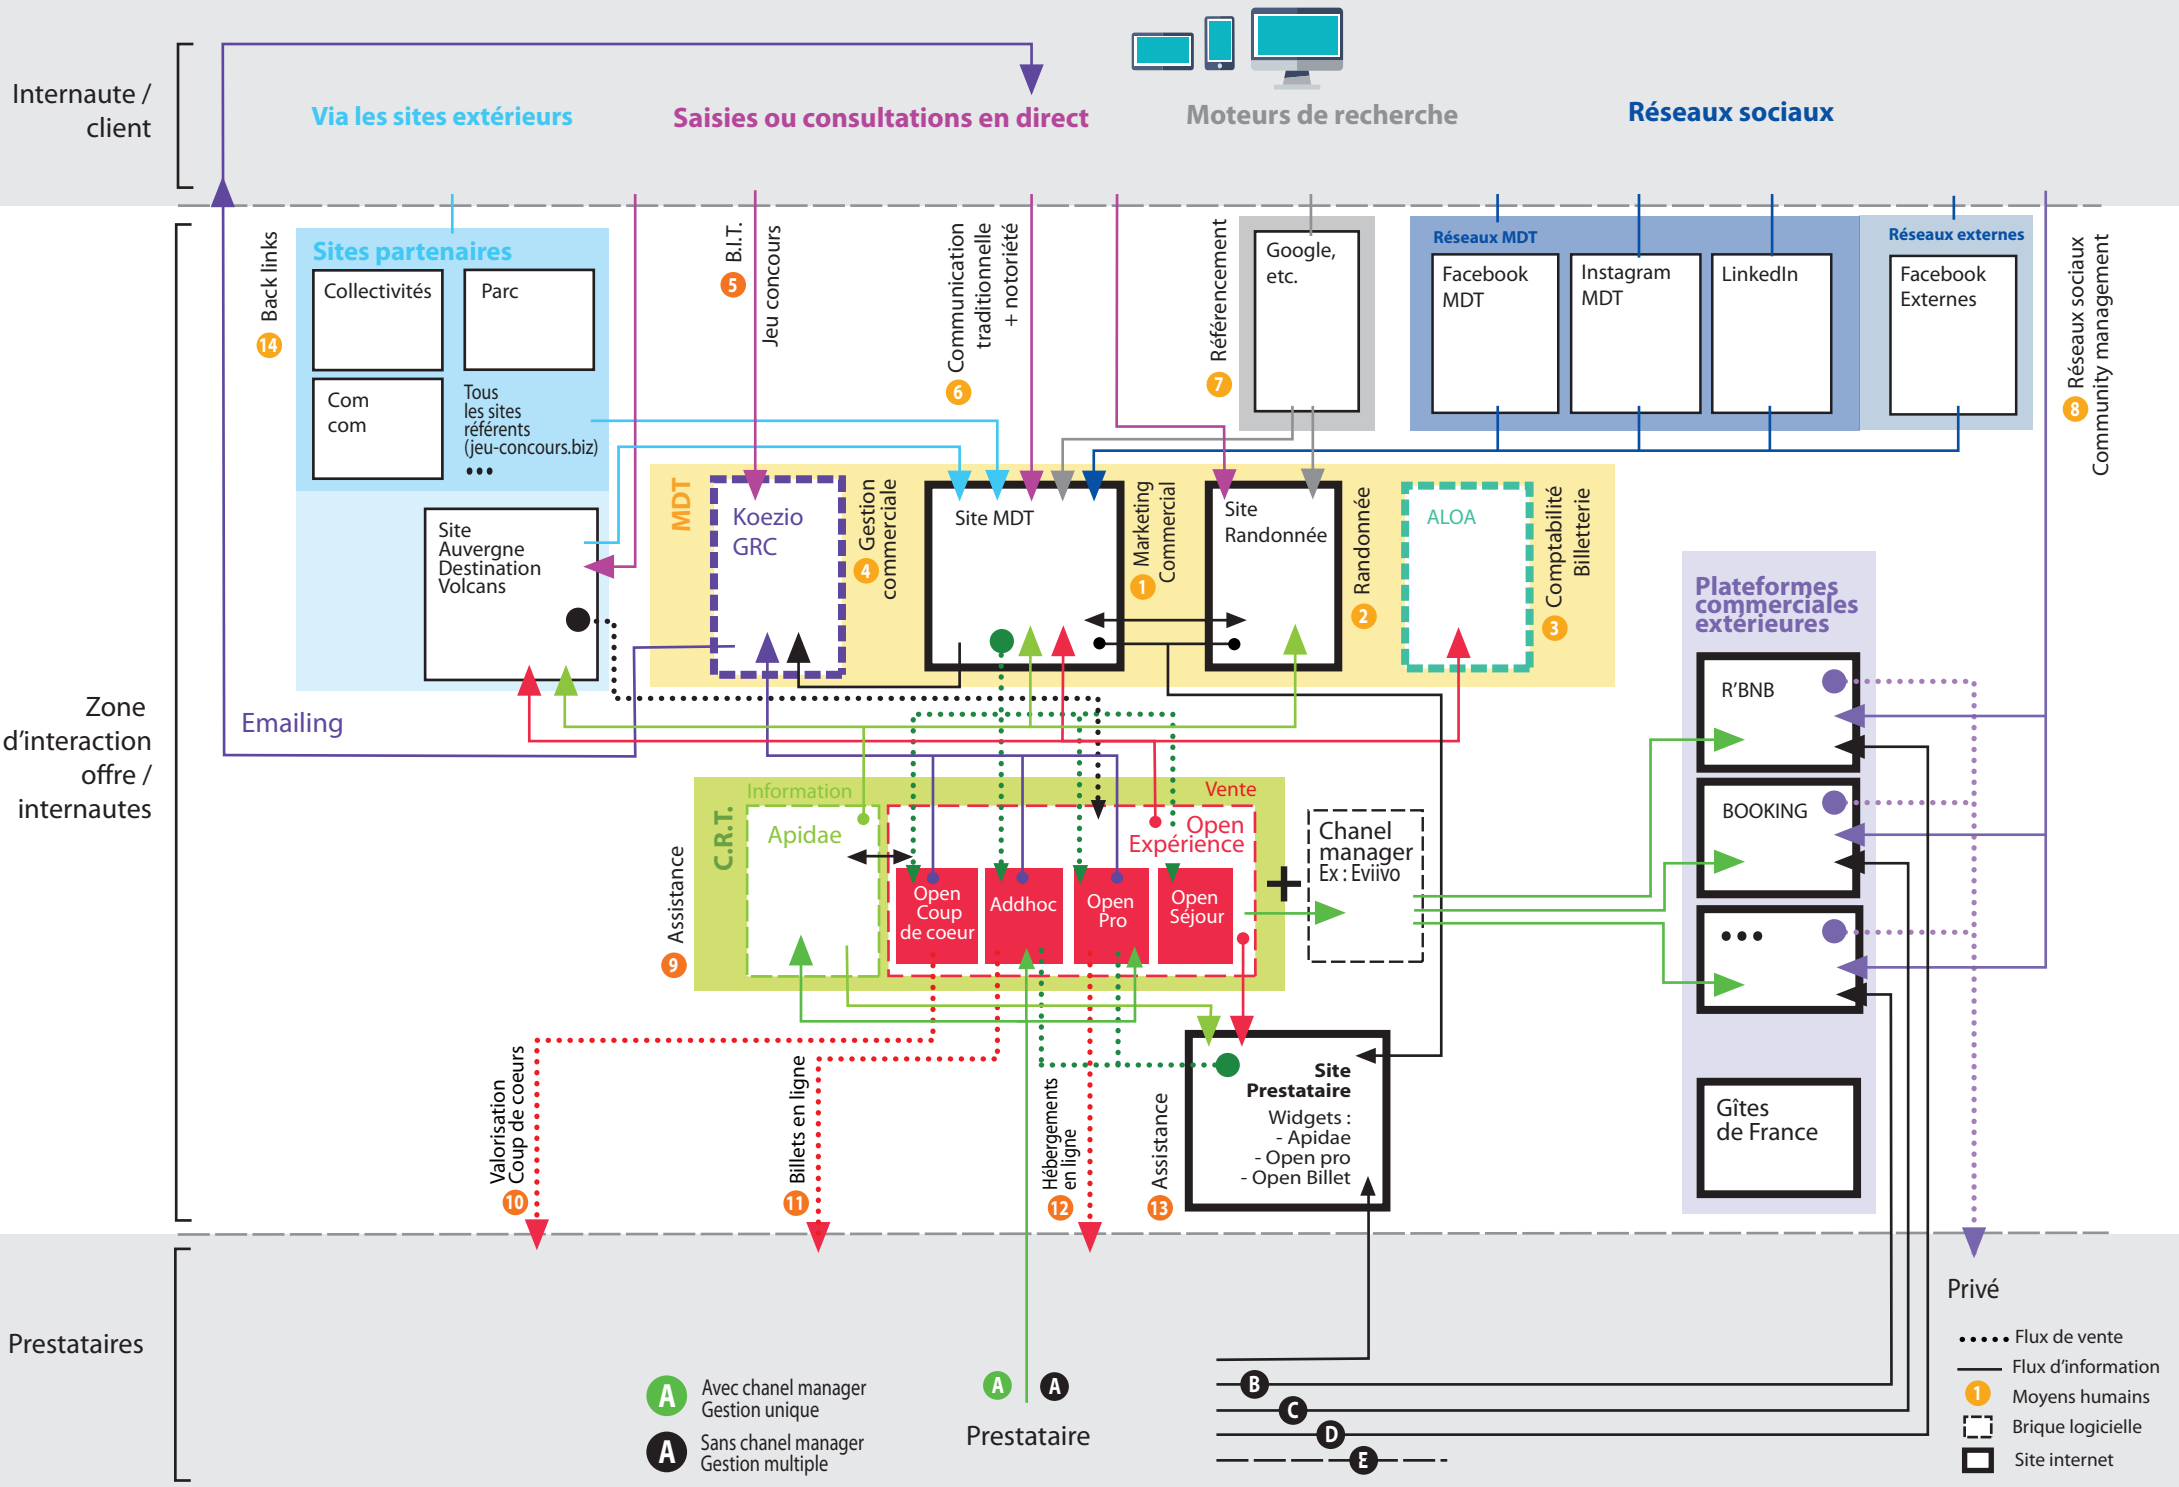 Internaute /
client
Via les sites extérieurs
Saisies ou consultations en direct
Moteurs de recherche
Réseaux sociaux
14 Back links
Sites partenaires
Collectivités
Parc
Com
com
Tous
les sites
référents
(jeu-concours.biz)
•••
Site
Auvergne
Destination
Volcans
5 B.I.T.
Jeu concours
6 Communication
traditionnelle
+ notoriété
7 Référencement
Google,
etc.
Réseaux MDT
Facebook
MDT
Instagram
MDT
LinkedIn
Réseaux externes
Facebook
Externes
8 Réseaux sociaux
Community management
MDT
Koezio
GRC
4 Gestion
commerciale
Site MDT
1 Marketing
Commercial
Site
Randonnée
2 Randonnée
ALOA
3 Comptabilité
Billetterie
Zone
d'interaction
offre /
internautes
Emailing
Plateformes
commerciales
extérieures
R'BNB
BOOKING
•••
Gîtes
de France
9 Assistance
C.R.T.
Information
Apidae
Vente
Open
Expérience
Open
Coup
de coeur
Addhoc
Open
Pro
Open
Séjour
+
Chanel
manager
Ex : Eviivo
10 Valorisation
Coup de coeurs
11 Billets en ligne
12 Hébergements
en ligne
13 Assistance
Site
Prestataire
Widgets :
- Apidae
- Open pro
- Open Billet
Prestataires
A Avec chanel manager
Gestion unique
A Sans chanel manager
Gestion multiple
A A
Prestataire
B
C
D
E
Privé
Flux de vente
Flux d'information
1 Moyens humains
Brique logicielle
Site internet